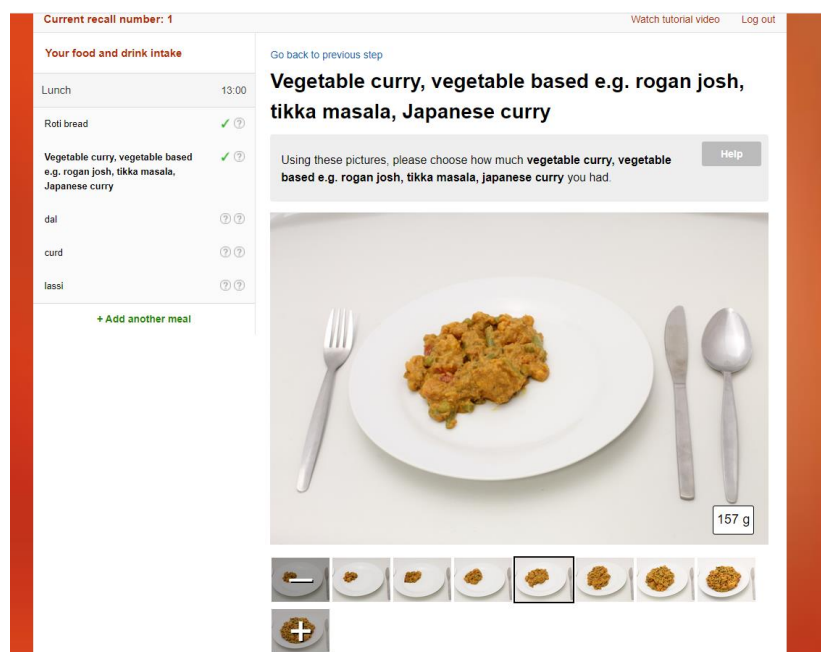 Current recall number: 1
Watch tutorial video Log out
Your food and drink intake
Lunch 13:00
Roti bread
Vegetable curry, vegetable based
e.g. rogan josh, tikka masala,
Japanese curry
dal
curd
lassi
+ Add another meal
Go back to previous step
Vegetable curry, vegetable based e.g. rogan josh,
tikka masala, Japanese curry
Using these pictures, please choose how much vegetable curry, vegetable
based e.g. rogan josh, tikka masala, japanese curry you had.
Help
157 g